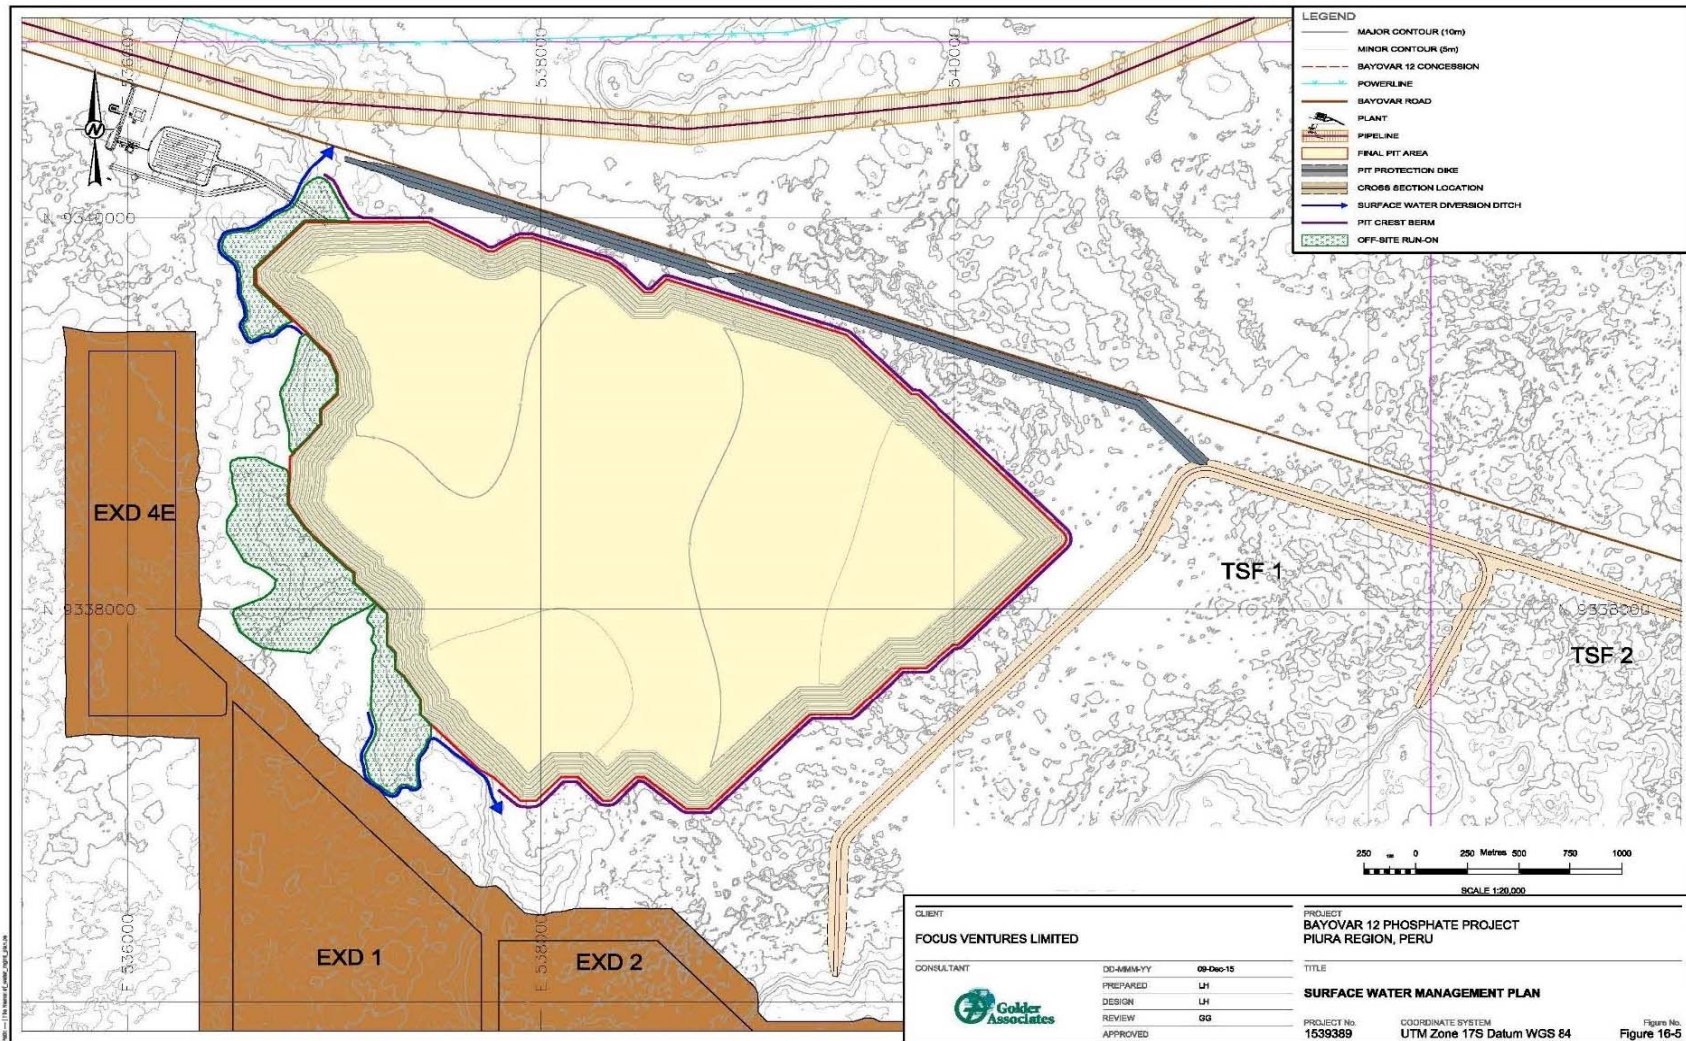 LEGEND
MAJOR CONTOUR (10m)
MINOR CONTOUR (5m)
BAYOVAR 12 CONCESSION
POWERLINE
BAYOVAR ROAD
PLANT
PIPELINE
FINAL PIT AREA
PIT PROTECTION DIKE
CROSS SECTION LOCATION
SURFACE WATER DIVERSION DITCH
PIT CREST BERM
OFF-SITE RUN-ON
N
E 538000
EXD 4E
N 9338000
N 9338000
TSF 1
TSF 2
EXD 1
EXD 2
E 536000
E 538000
250 0 250 Metres 500 750 1000
SCALE 1:20,000
CLIENT
FOCUS VENTURES LIMITED
PROJECT
BAYOVAR 12 PHOSPHATE PROJECT
PIURA REGION, PERU
CONSULTANT
Golder
Associates
DD-MMM-YY 09-Dec-15
PREPARED LH
DESIGN LH
REVIEW GG
APPROVED
TITLE
SURFACE WATER MANAGEMENT PLAN
PROJECT No. COORDINATE SYSTEM Figure No.
1539389 UTM Zone 17S Datum WGS 84 Figure 16-5